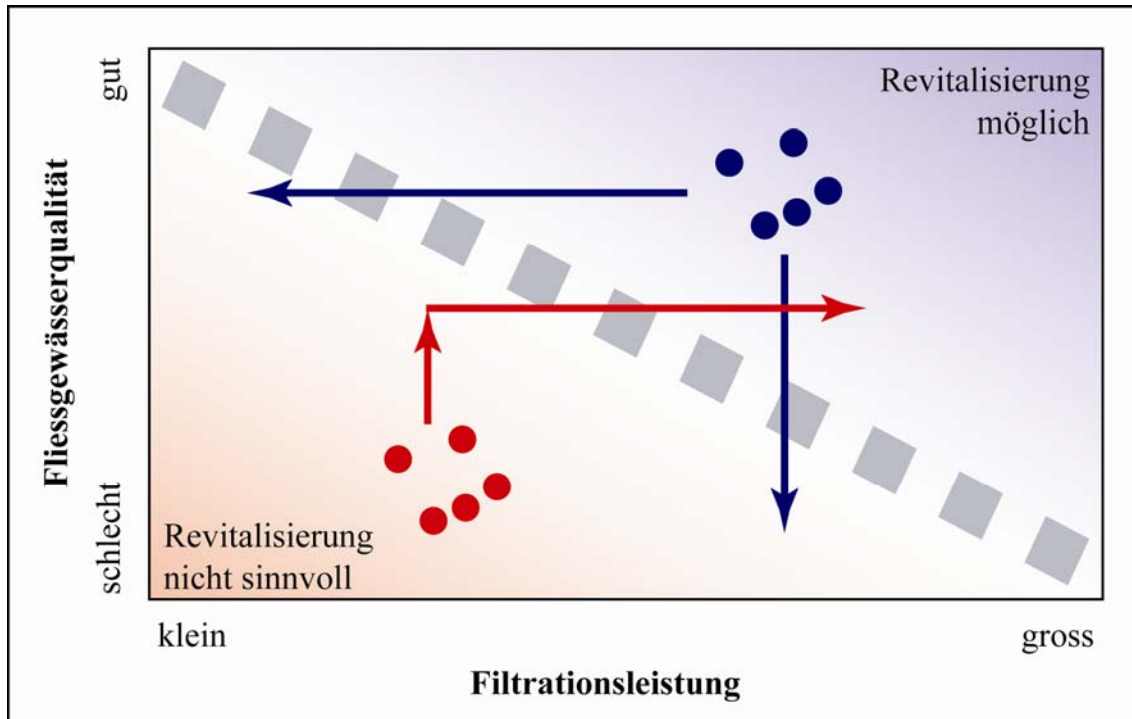 gut
Revitalisierung
möglich
Fliessgewässerqualität
schlecht
Revitalisierung
nicht sinnvoll
klein
gross
Filtrationsleistung